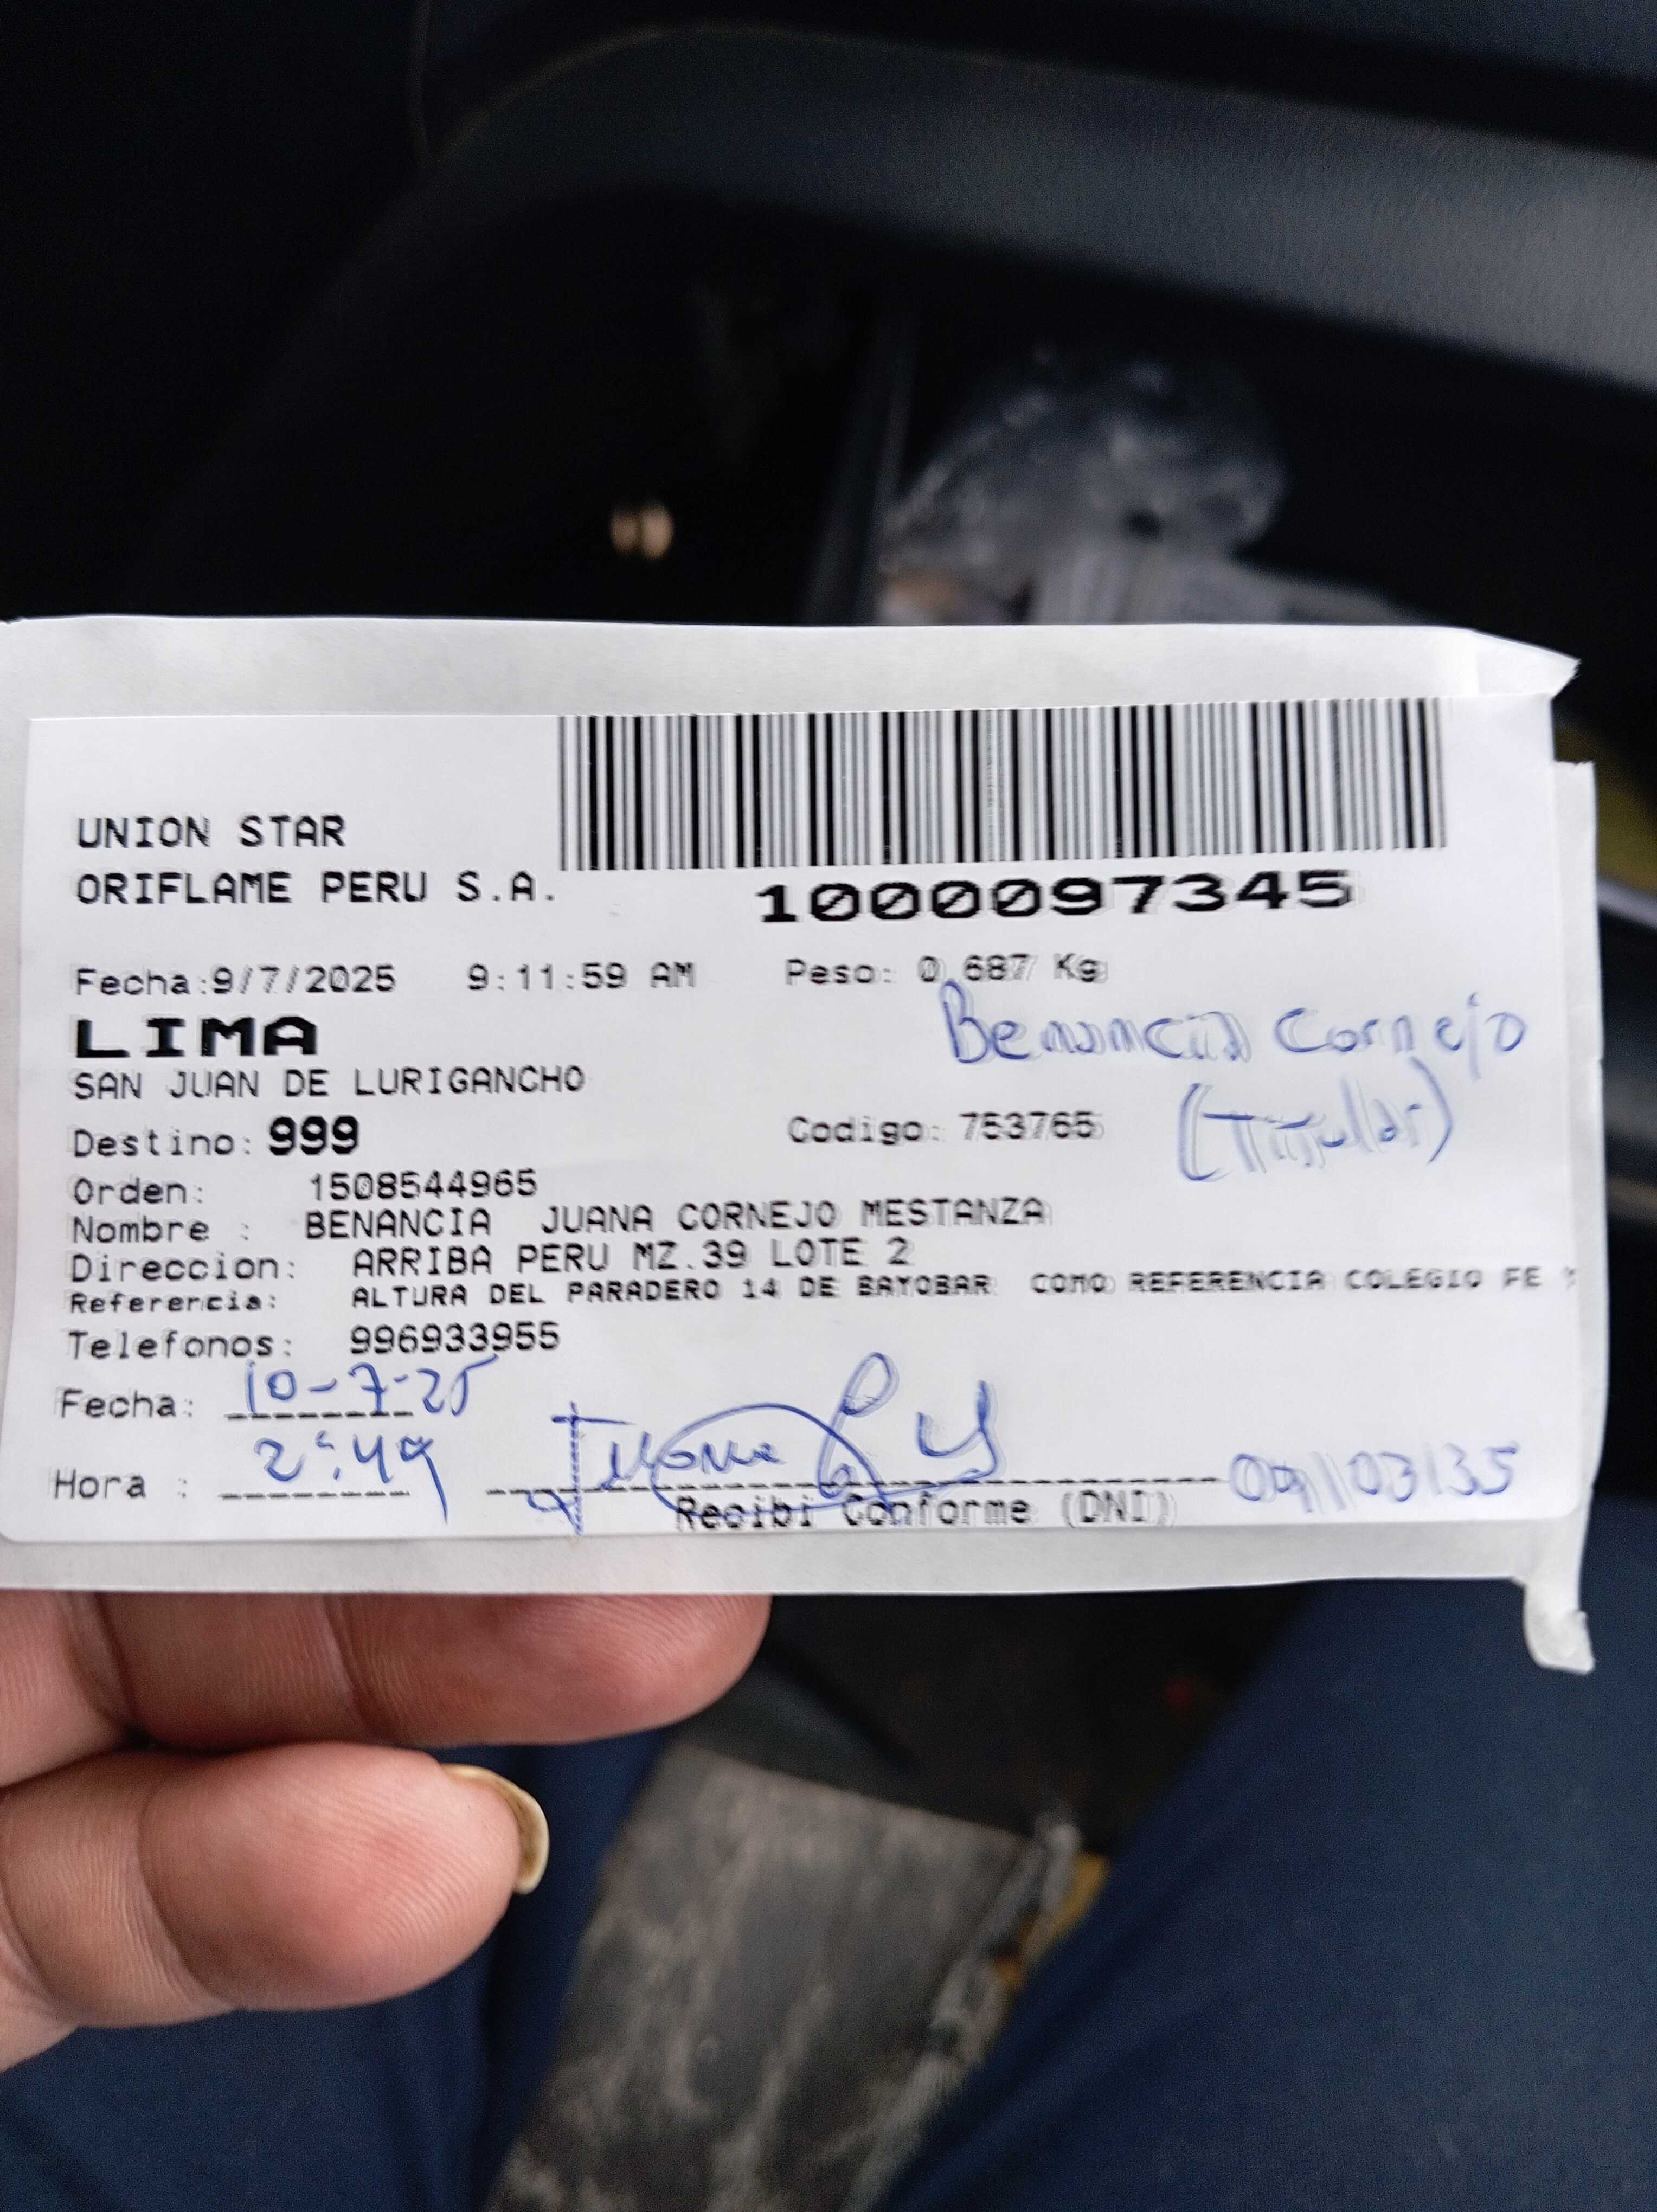 UNION STAR
ORIFLAME PERU S.A.
1000097345
Fecha:9/7/2025 9:11:59 AM Peso: 0.687 Kg
LIMA
Benancia Cornejo
SAN JUAN DE LURIGANCHO
(Titular)
Destino: 999 Codigo: 753765
Orden: 1508544965
Nombre : BENANCIA JUANA CORNEJO MESTANZA
Direccion: ARRIBA PERU MZ.39 LOTE 2
Referencia: ALTURA DEL PARADERO 14 DE BAYOBAR COMO REFERENCIA COLEGIO FE Y
Telefonos: 996933955
Fecha: 10-7-25
Hora : 2:49
Recibi Conforme (DNI) 09103135